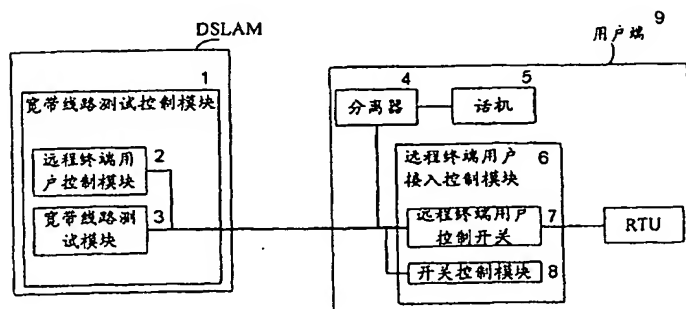 DSLAM
1
宽带线路测试控制模块
远程终端用
户控制模块
2
宽带线路测
试模块
3
用户端 9
4
分离器
5
话机
远程终端用户
接入控制模块
6
远程终端用户
控制开关
7
开关控制模块 8
RTU